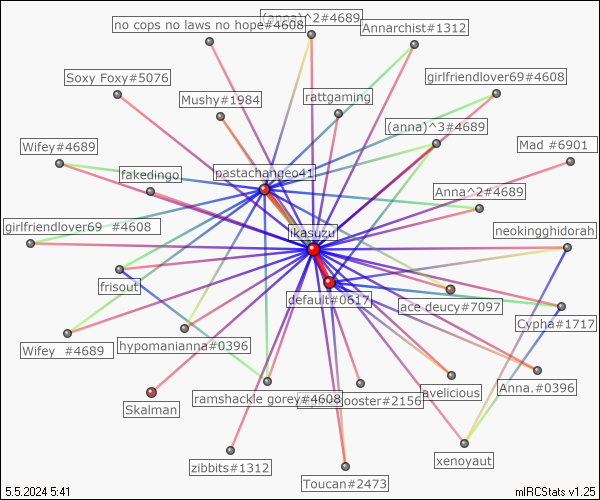 no cops no laws no hope#4608
(anna)^2#4689
Annarchist#1312
Soxy Foxy#5076
girlfriendlover69#4608
Mushy#1984
rattgaming
(anna)^3#4689
Wifey#4689
Mad #6901
fakedingo
pastachangeo41
Anna^2#4689
girlfriendlover69 #4608
ikasuzu
neokingghidorah
frisout
default#0617
ace deucy#7097
Cypha#1717
Wifey #4689
hypomanianna#0396
avelicious
Anna.#0396
ramshackle gorey#4608
ooster#2156
Skalman
xenoyaut
zibbits#1312
Toucan#2473
5.5.2024 5:41
mIRCStats v1.25